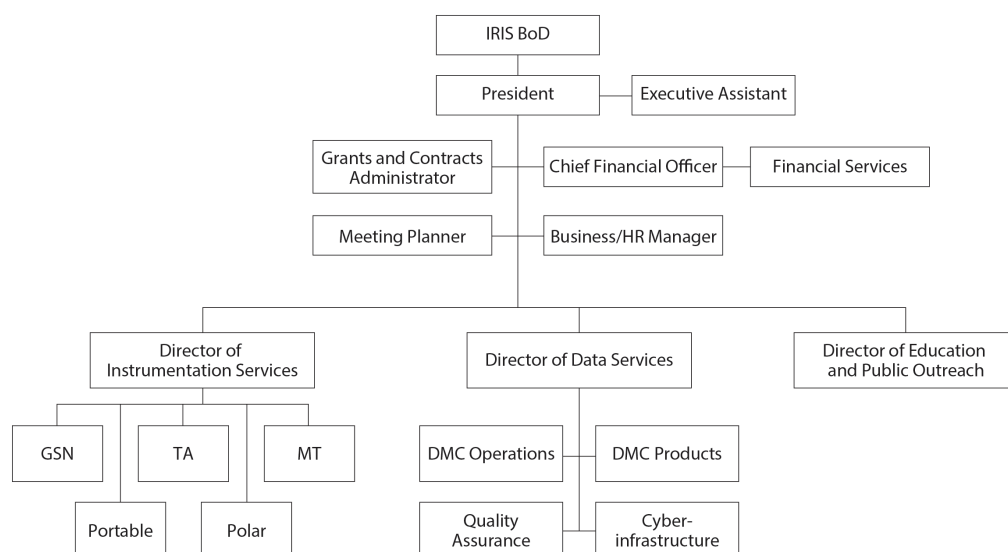 IRIS BoD
President
Executive Assistant
Grants and Contracts
Administrator
Chief Financial Officer
Financial Services
Meeting Planner
Business/HR Manager
Director of
Instrumentation Services
Director of Data Services
Director of Education
and Public Outreach
GSN
TA
MT
DMC Operations
DMC Products
Portable
Polar
Quality
Assurance
Cyber-
infrastructure